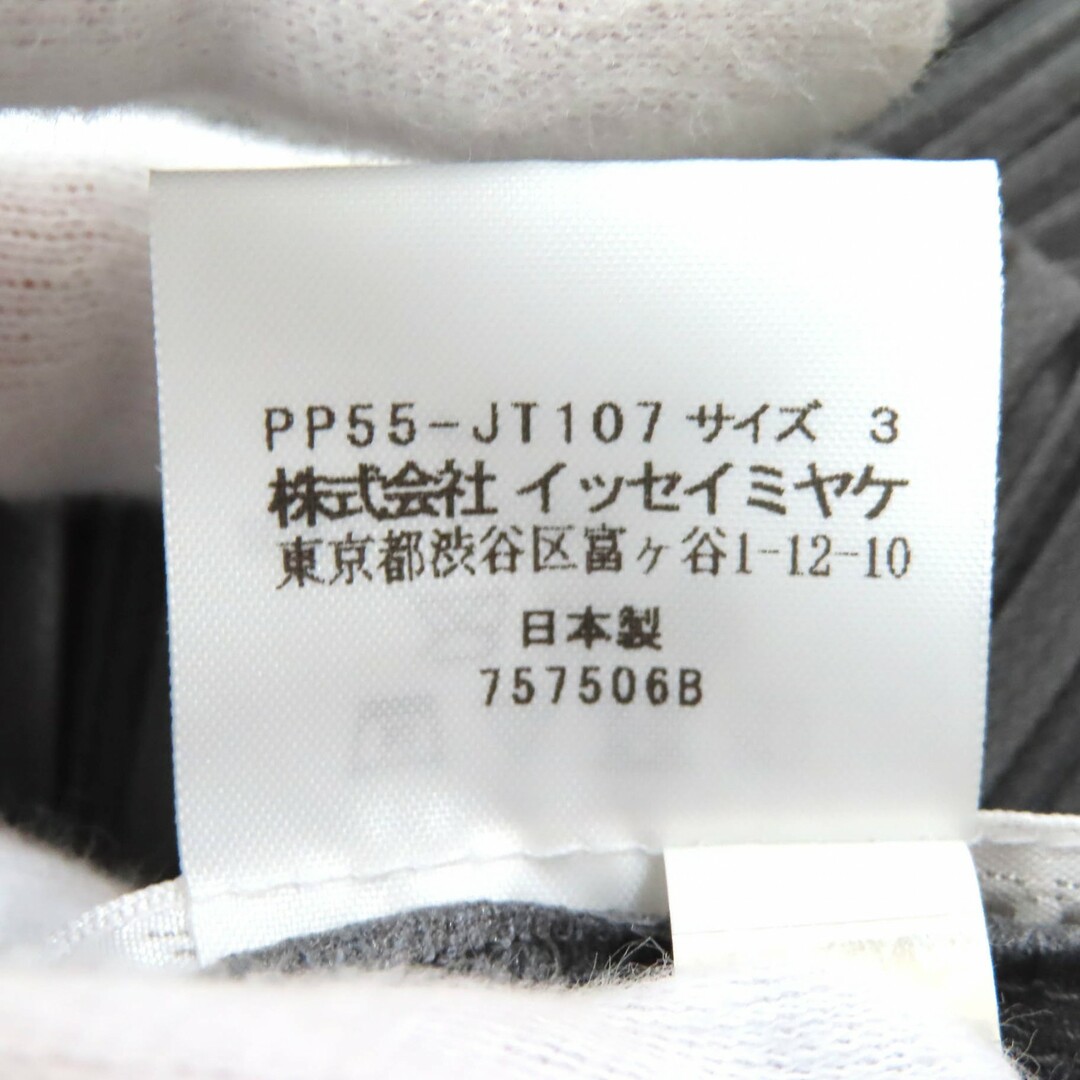 PP55-JT107 サイズ 3
株式会社 イッセイミヤケ
東京都渋谷区富ヶ谷1-12-10
日本製
757506B